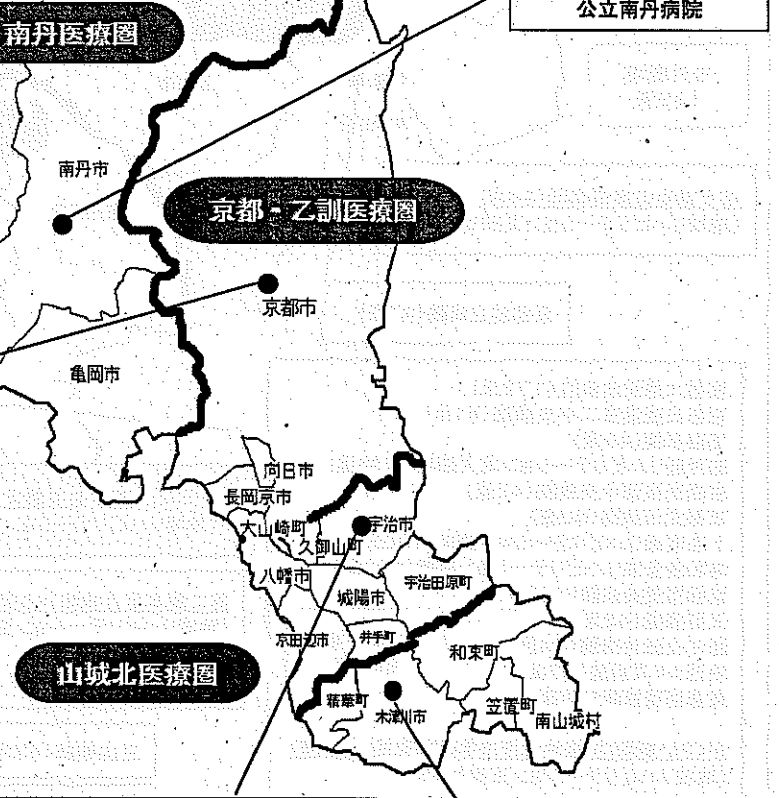 公立南丹病院
南丹医療圏
南丹市
京都・乙訓医療圏
京都市
亀岡市
向日市
長岡京市
大山崎町
宇治市
久御山町
八幡市
宇治田原町
城陽市
京田辺市
井手町
和束町
山城北医療圏
精華町
笠置町
木津川市
南山城村